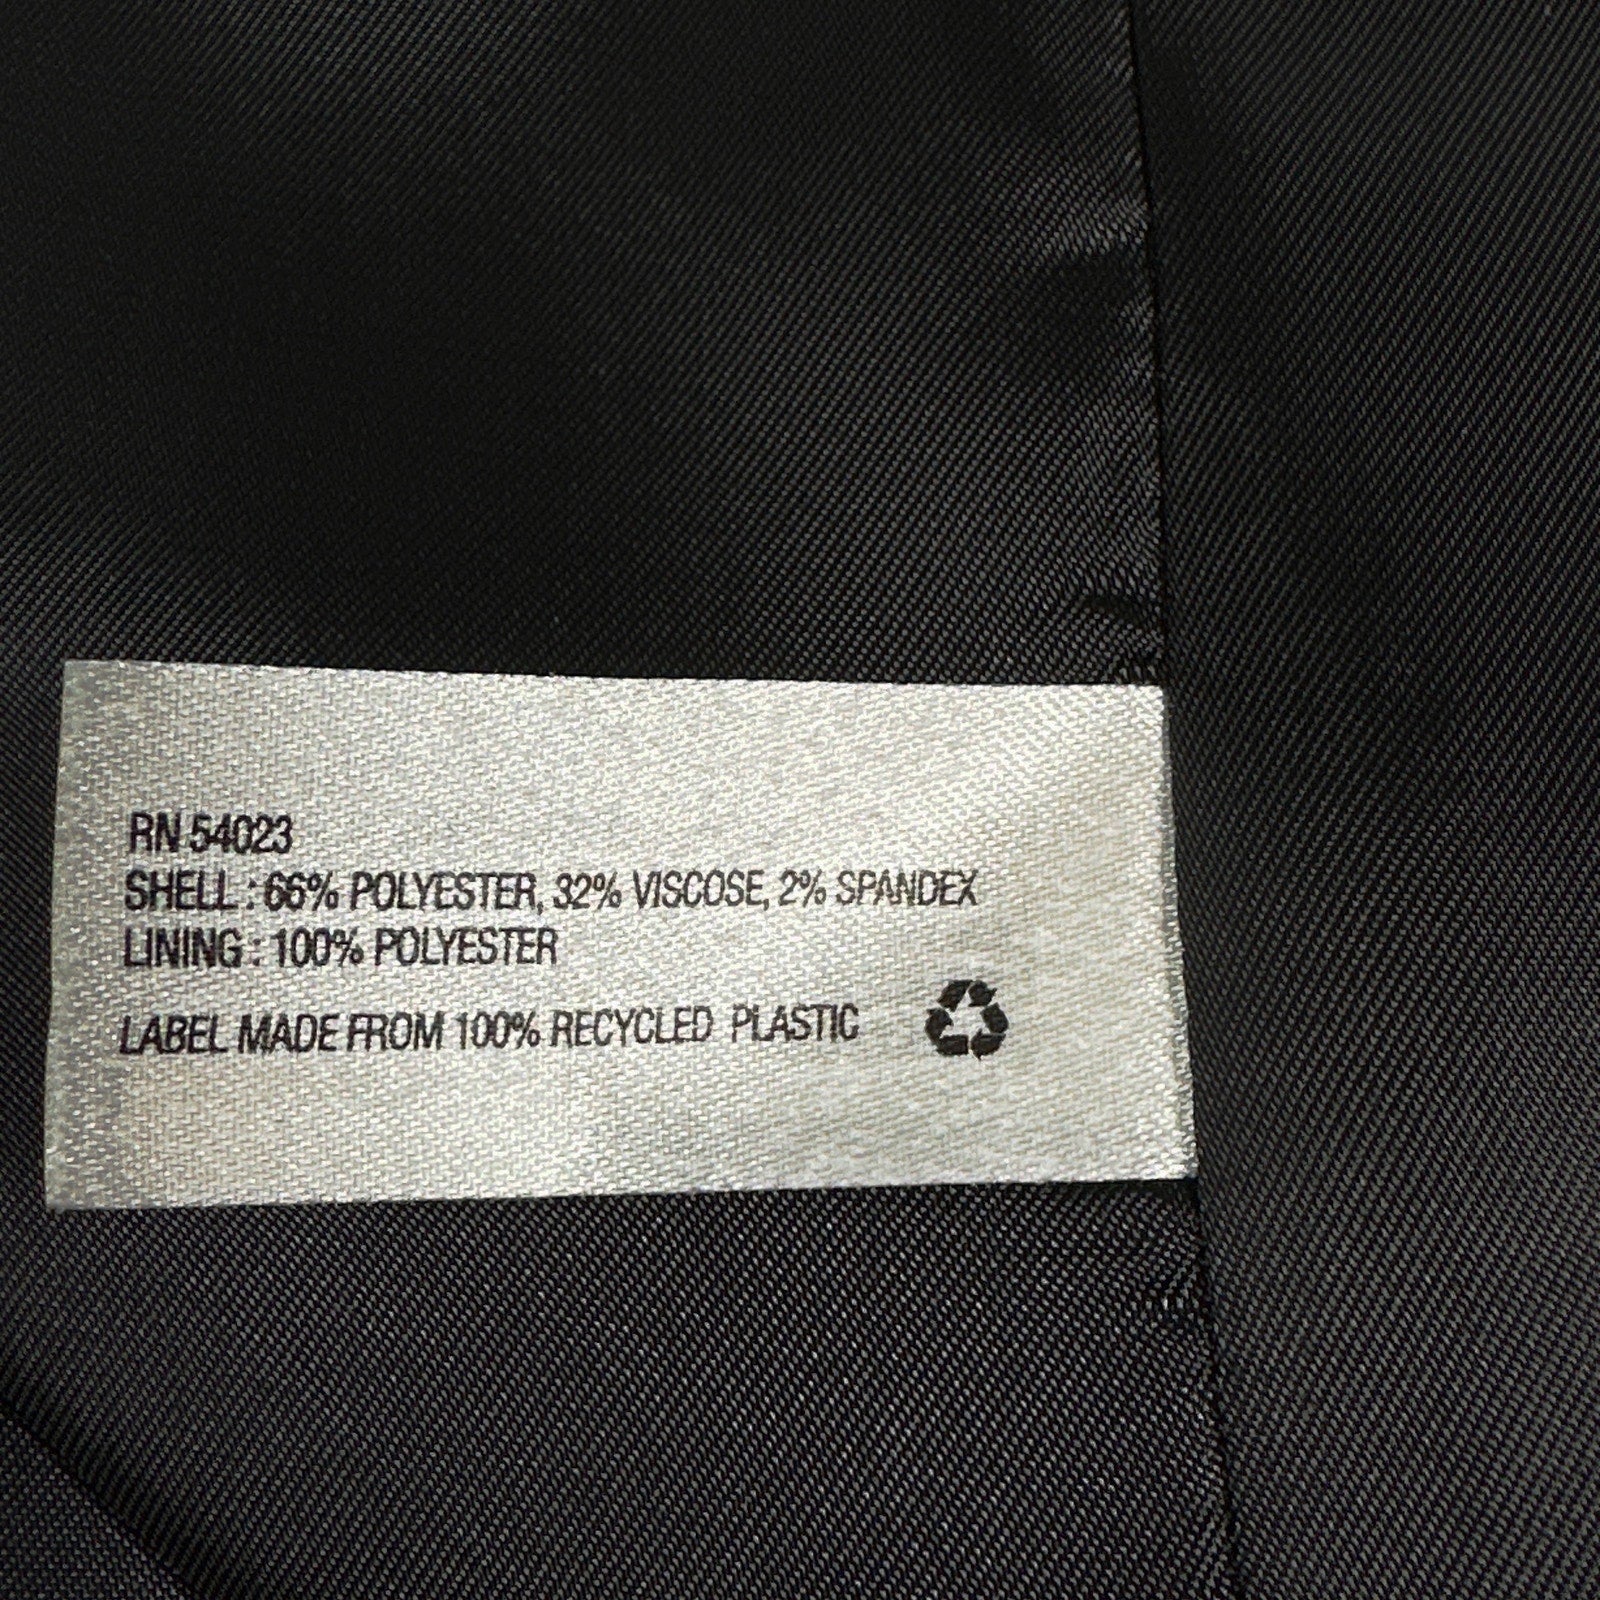 RN 54023
SHELL : 66% POLYESTER, 32% VISCOSE, 2% SPANDEX
LINING : 100% POLYESTER
LABEL MADE FROM 100% RECYCLED PLASTIC